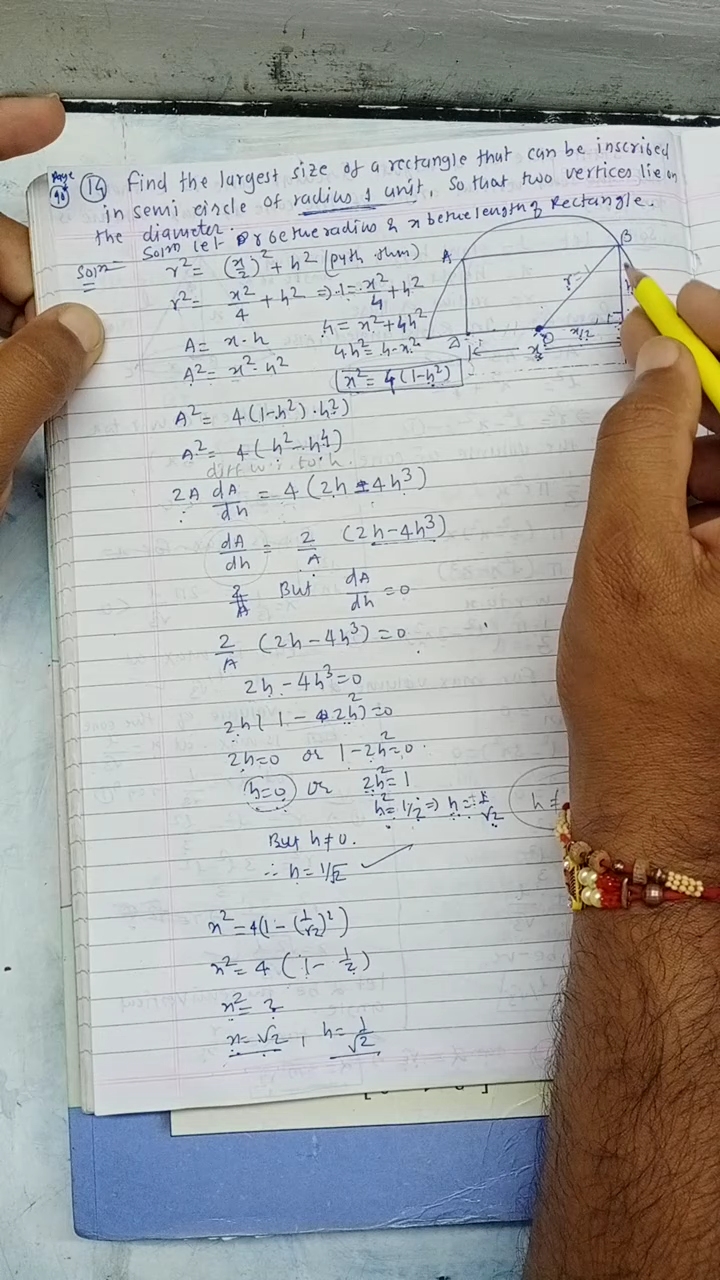 Page 90 (14) Find the largest size of a rectangle that can be inscribed
in semi circle of radius 1 unit, So that two vertices lie on
the diameter.
Soln Soln let r be the radius & x be the length of Rectangle.
r² = (x/2)² + h² (pyth. thm)
r² = x²/4 + h² ⇒ 1 = x²/4 + h²
4 = x² + 4h²
4h² = 4 - x²
x² = 4(1-h²)
A = x · h
A² = x² · h²
A B r=1 h D O x/2 x
A² = 4(1-h²) · h²)
A² = 4(h² - h⁴)
diff w. r. to h.
2A dA/dh = 4(2h - 4h³)
dA/dh = 2/A (2h - 4h³)
2/A But dA/dh = 0
2/A (2h - 4h³) = 0
2h - 4h³ = 0
2h(1 - 2h²) = 0
2h = 0 or 1 - 2h² = 0.
h = 0 or 2h² = 1
h² = 1/2 ⇒ h = 1/√2
h ≠
But h ≠ 0.
∴ h = 1/√2 ✓
x² = 4(1 - (1/√2)²)
x² = 4(1 - 1/2)
x² = 2
x = √2, h = 1/√2